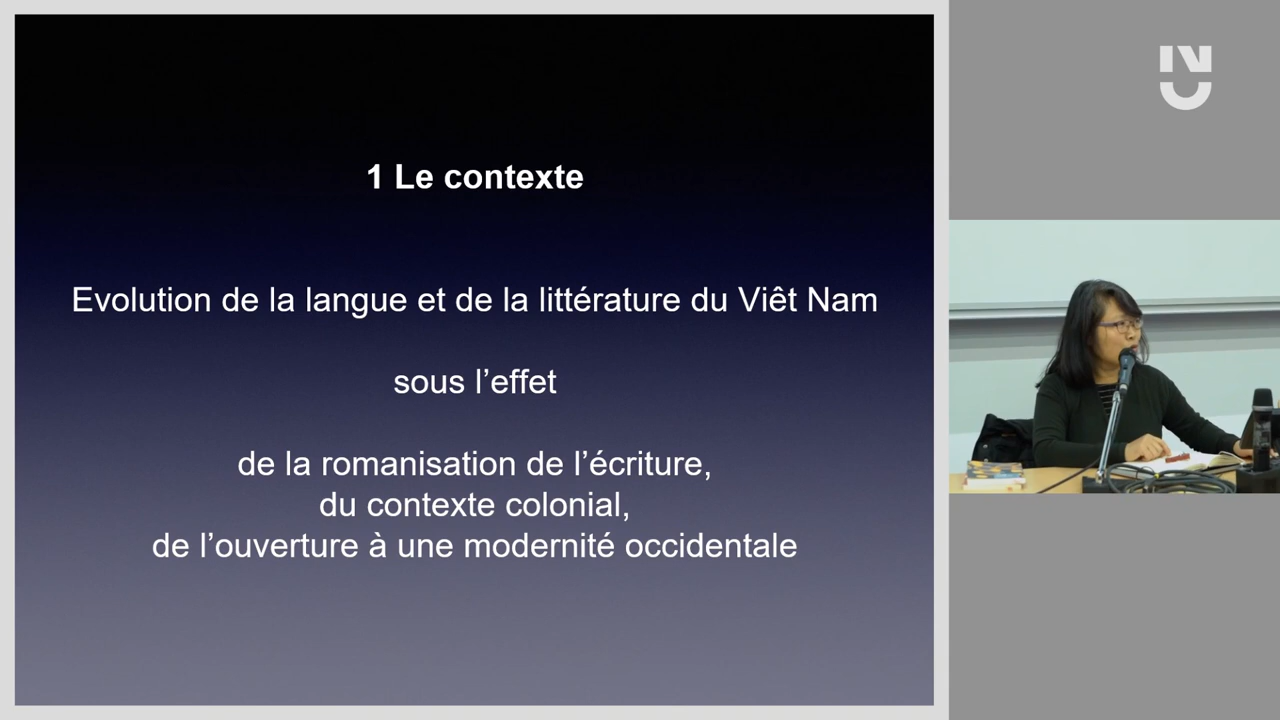 1 Le contexte
Evolution de la langue et de la littérature du Viêt Nam
sous l’effet
de la romanisation de l’écriture,
du contexte colonial,
de l’ouverture à une modernité occidentale